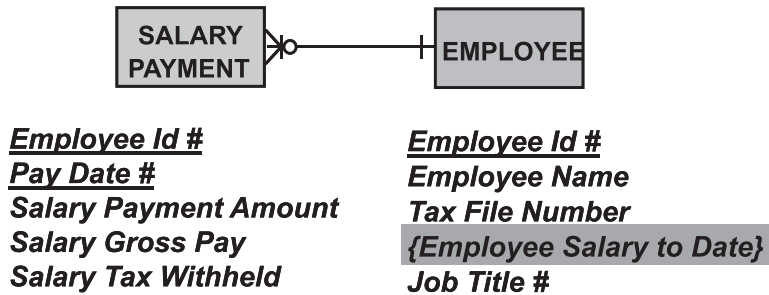 SALARY
PAYMENT
EMPLOYEE
Employee Id #
Pay Date #
Salary Payment Amount
Salary Gross Pay
Salary Tax Withheld
Employee Id #
Employee Name
Tax File Number
{Employee Salary to Date}
Job Title #